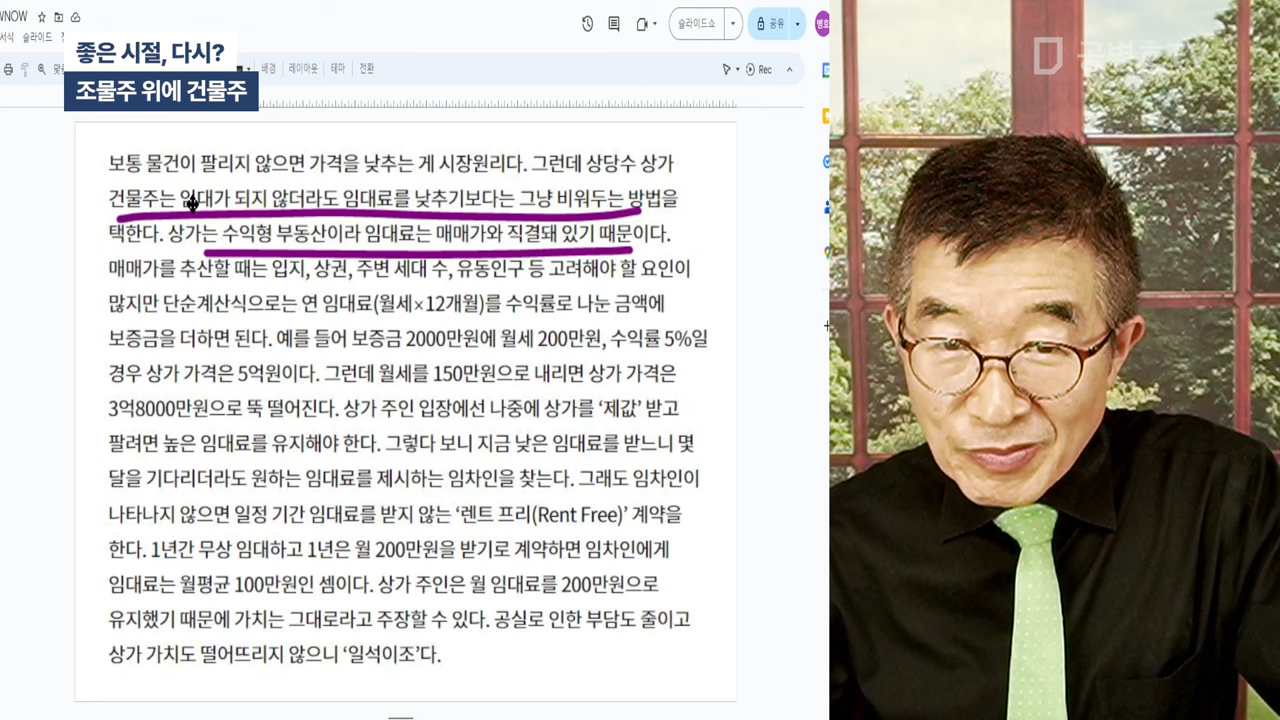 좋은 시절, 다시?
조물주 위에 건물주
슬라이드쇼
공유
병호
서식 슬라이드
배경 레이아웃 테마 전환
Rec
공병호TV
보통 물건이 팔리지 않으면 가격을 낮추는 게 시장원리다. 그런데 상당수 상가
건물주는 임대가 되지 않더라도 임대료를 낮추기보다는 그냥 비워두는 방법을
택한다. 상가는 수익형 부동산이라 임대료는 매매가와 직결돼 있기 때문이다.
매매가를 추산할 때는 입지, 상권, 주변 세대 수, 유동인구 등 고려해야 할 요인이
많지만 단순계산식으로는 연 임대료(월세×12개월)를 수익률로 나눈 금액에
보증금을 더하면 된다. 예를 들어 보증금 2000만원에 월세 200만원, 수익률 5%일
경우 상가 가격은 5억원이다. 그런데 월세를 150만원으로 내리면 상가 가격은
3억8000만원으로 뚝 떨어진다. 상가 주인 입장에선 나중에 상가를 ‘제값’ 받고
팔려면 높은 임대료를 유지해야 한다. 그렇다 보니 지금 낮은 임대료를 받느니 몇
달을 기다리더라도 원하는 임대료를 제시하는 임차인을 찾는다. 그래도 임차인이
나타나지 않으면 일정 기간 임대료를 받지 않는 ‘렌트 프리(Rent Free)’ 계약을
한다. 1년간 무상 임대하고 1년은 월 200만원을 받기로 계약하면 임차인에게
임대료는 월평균 100만원인 셈이다. 상가 주인은 월 임대료를 200만원으로
유지했기 때문에 가치는 그대로라고 주장할 수 있다. 공실로 인한 부담도 줄이고
상가 가치도 떨어뜨리지 않으니 ‘일석이조’다.